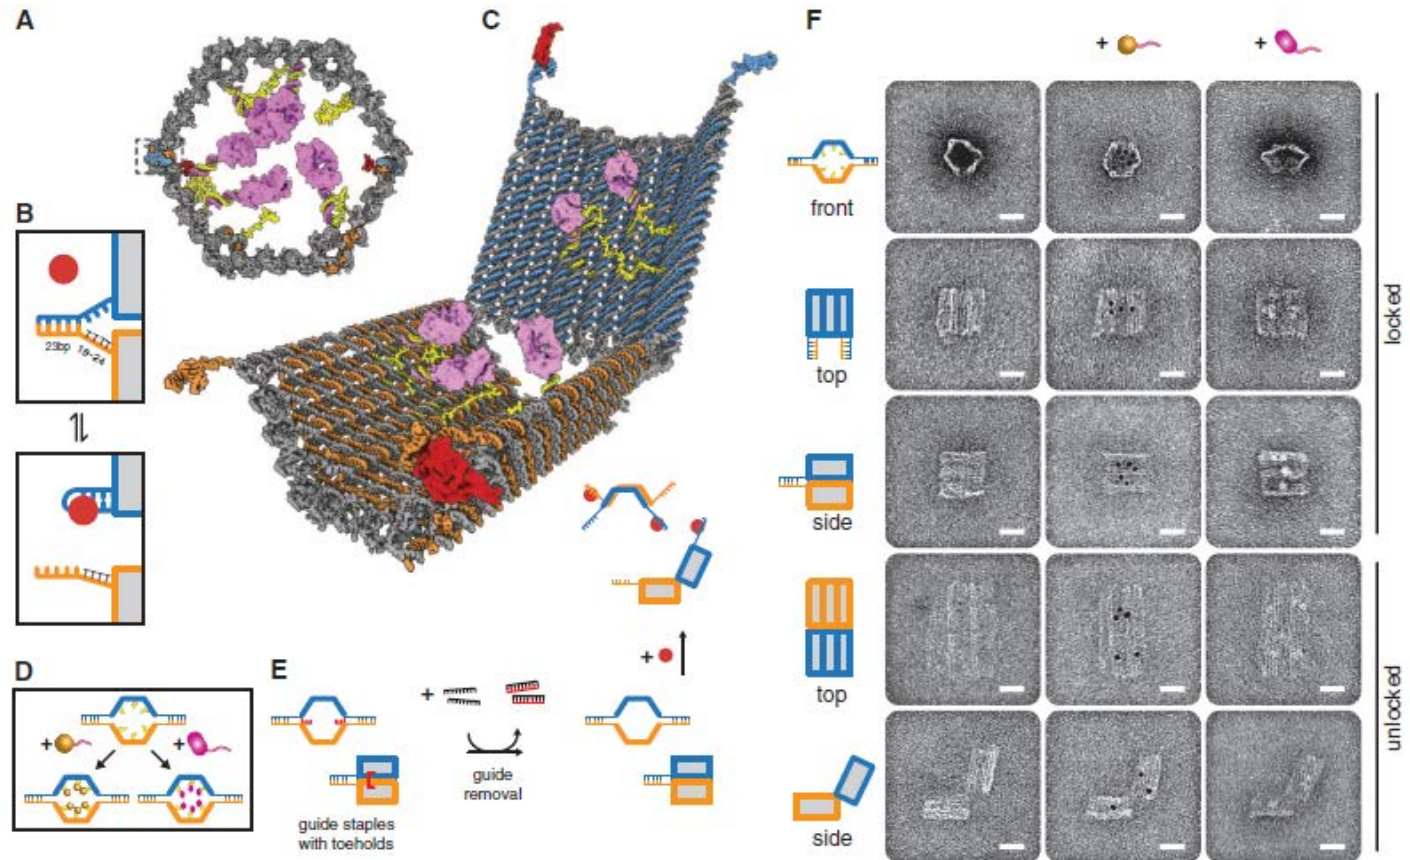 A
C
F
+
+
front
B
23bp 18-24
top
locked
side
+
D
E
+
+
+
guide
removal
guide staples
with toeholds
top
unlocked
side